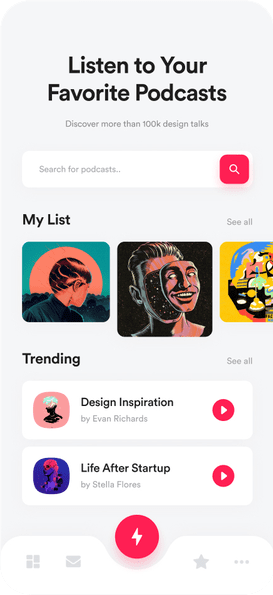 Listen to Your
Favorite Podcasts
Discover more than 100k design talks
Search for podcasts..
My List
See all
Trending
See all
Design Inspiration
by Evan Richards
Life After Startup
by Stella Flores